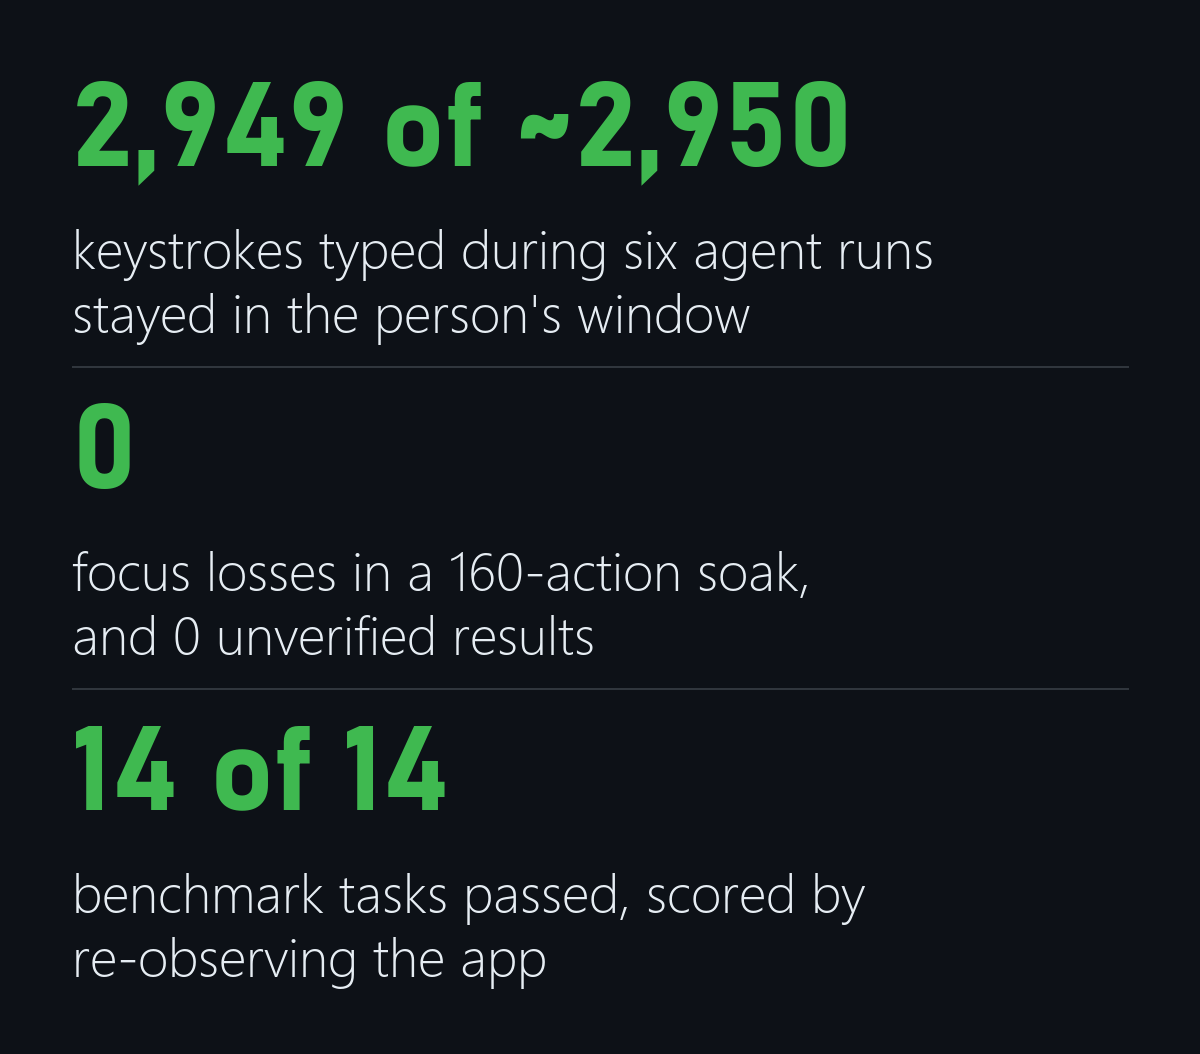 2,949 of ~2,950
keystrokes typed during six agent runs
stayed in the person's window
0
focus losses in a 160-action soak,
and 0 unverified results
14 of 14
benchmark tasks passed, scored by
re-observing the app